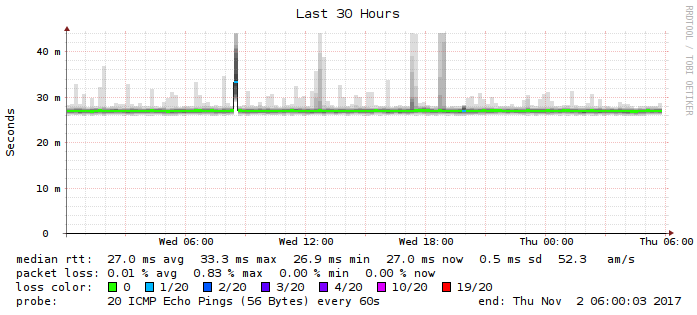 Last 30 Hours
RRDTOOL / TOBI OETIKER
Seconds
40 m
30 m
20 m
10 m
0
Wed 06:00 Wed 12:00 Wed 18:00 Thu 00:00 Thu 06:00
median rtt: 27.0 ms avg 33.3 ms max 26.9 ms min 27.0 ms now 0.5 ms sd 52.3 am/s
packet loss: 0.01 % avg 0.83 % max 0.00 % min 0.00 % now
loss color: 0 1/20 2/20 3/20 4/20 10/20 19/20
probe: 20 ICMP Echo Pings (56 Bytes) every 60s end: Thu Nov 2 06:00:03 2017